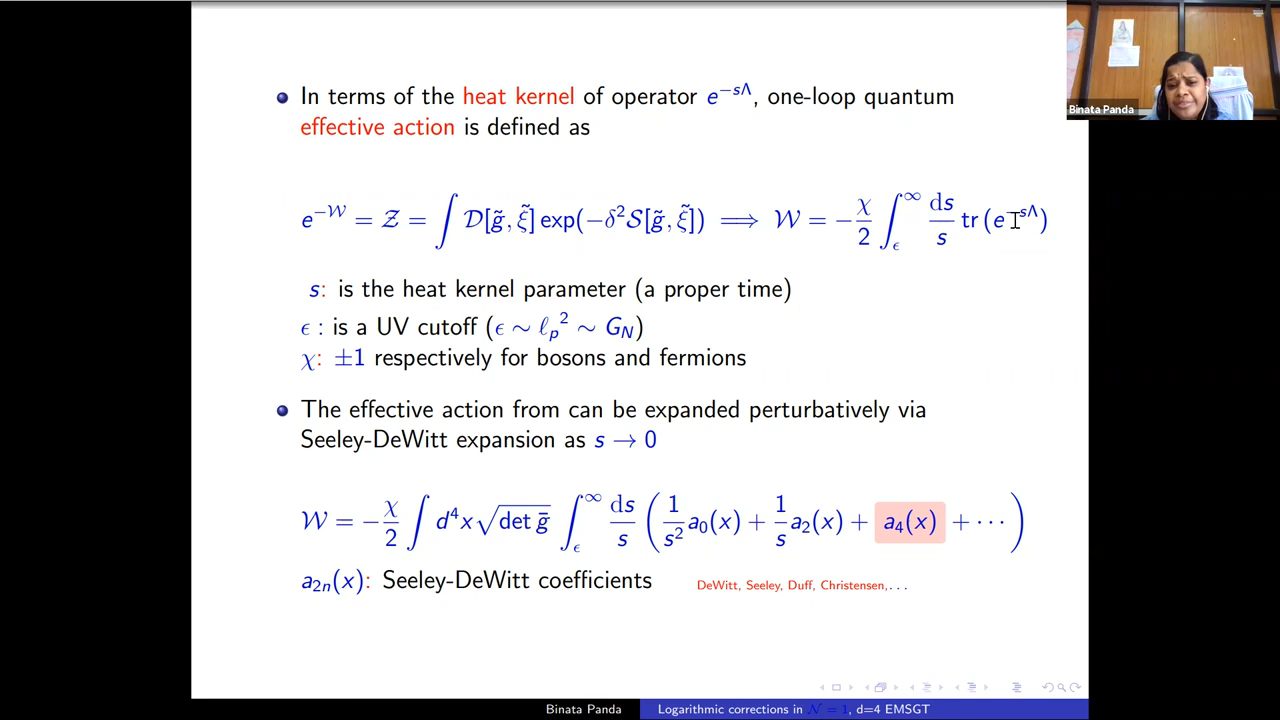 In terms of the heat kernel of operator e^{-sΛ}, one-loop quantum
effective action is defined as
e^{-𝒲} = 𝒵 = ∫ 𝒟[g̃, ξ̃] exp(−δ²𝒮[g̃, ξ̃]) ⟹ 𝒲 = −χ/2 ∫_ϵ^∞ ds/s tr (e^{-sΛ})
s: is the heat kernel parameter (a proper time)
ϵ : is a UV cutoff (ϵ ∼ ℓ_p² ∼ G_N)
χ: ±1 respectively for bosons and fermions
The effective action from can be expanded perturbatively via
Seeley-DeWitt expansion as s → 0
𝒲 = −χ/2 ∫ d⁴x√(det ḡ) ∫_ϵ^∞ ds/s (1/s² a₀(x) + 1/s a₂(x) + a₄(x) + ⋯)
a_{2n}(x): Seeley-DeWitt coefficients DeWitt, Seeley, Duff, Christensen,...
Binata Panda Logarithmic corrections in 𝒩 = 1, d=4 EMSGT
Binata Panda